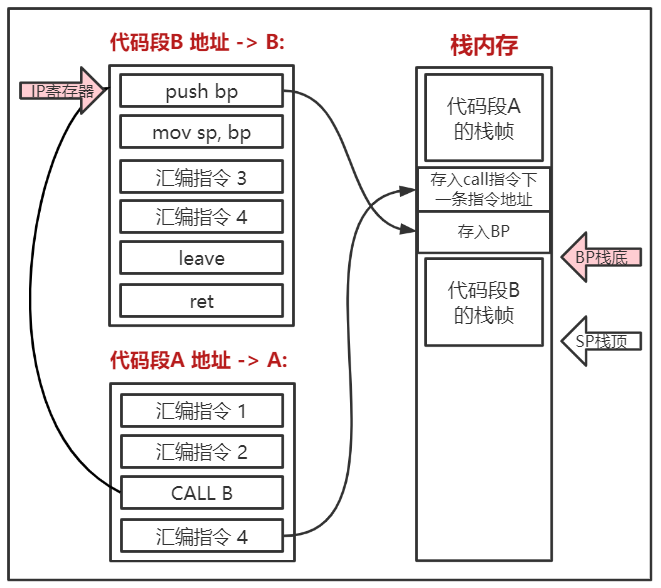 代码段B 地址 -> B:
栈内存
IP寄存器
push bp
mov sp, bp
汇编指令 3
汇编指令 4
leave
ret
代码段A
的栈帧
存入call指令下
一条指令地址
存入BP
BP栈底
代码段B
的栈帧
SP栈顶
代码段A 地址 -> A:
汇编指令 1
汇编指令 2
CALL B
汇编指令 4